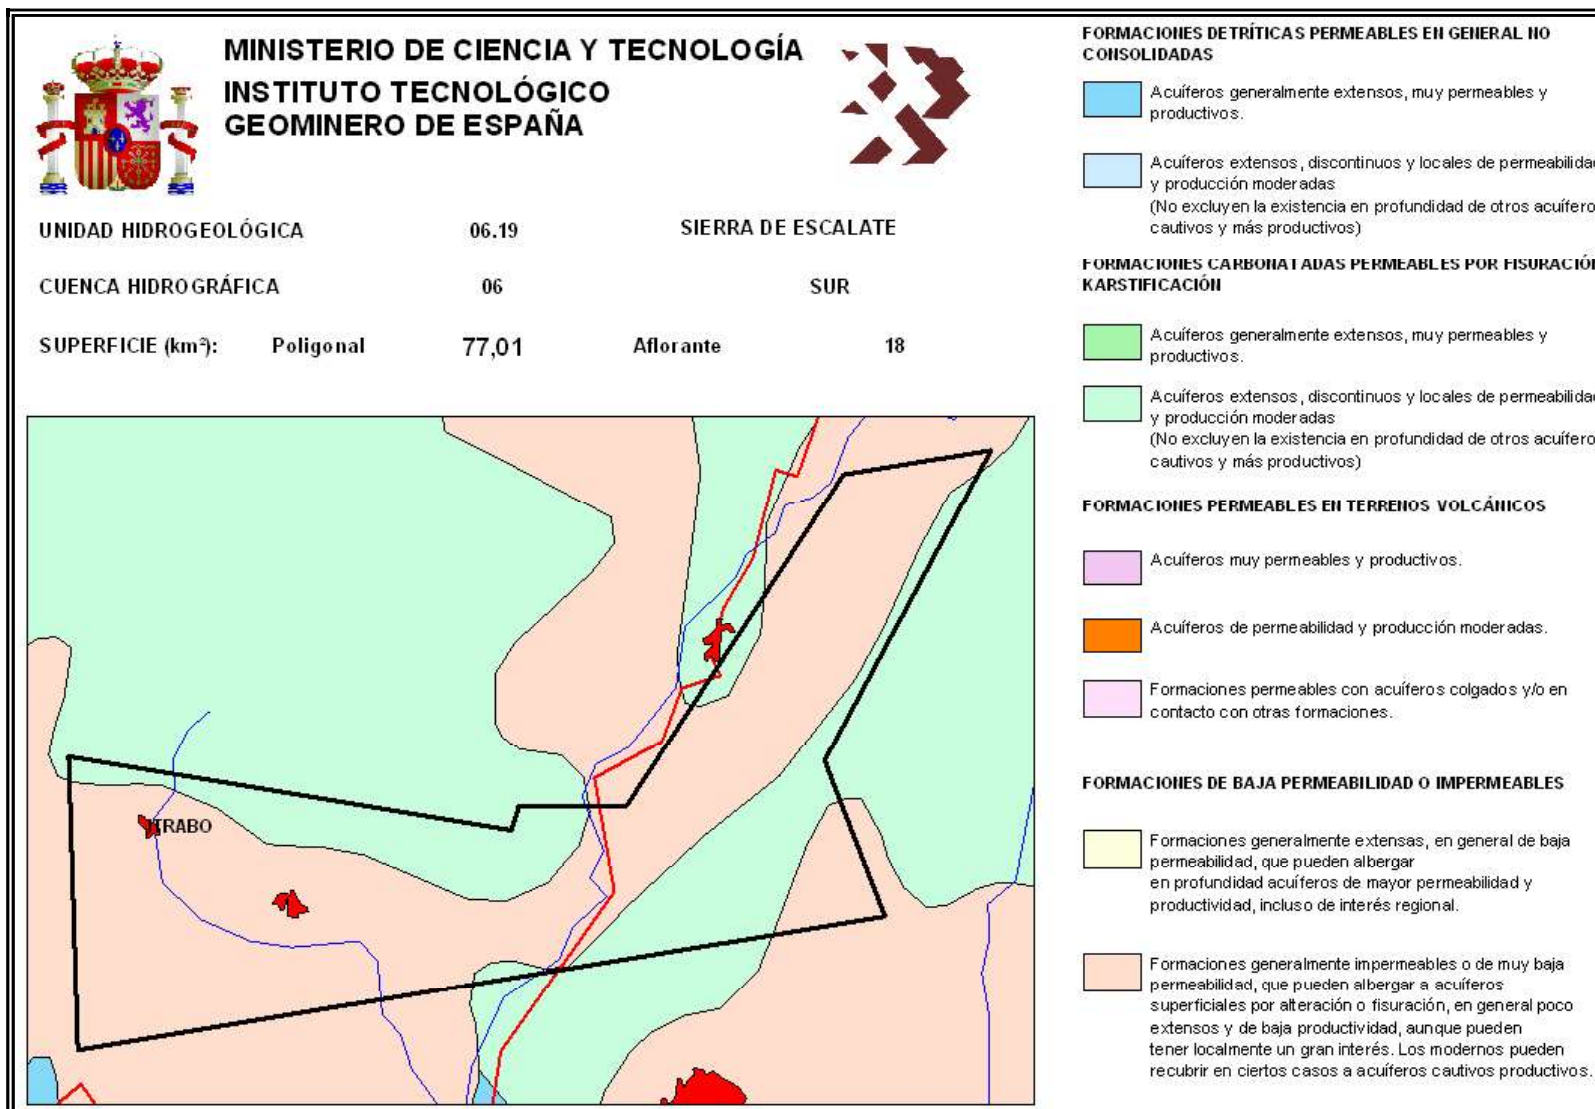 MINISTERIO DE CIENCIA Y TECNOLOGÍA
INSTITUTO TECNOLÓGICO
GEOMINERO DE ESPAÑA
UNIDAD HIDROGEOLÓGICA 06.19 SIERRA DE ESCALATE
CUENCA HIDROGRÁFICA 06 SUR
SUPERFICIE (km²): Poligonal 77,01 Aflorante 18
ITRABO
FORMACIONES DETRÍTICAS PERMEABLES EN GENERAL NO
CONSOLIDADAS
Acuíferos generalmente extensos, muy permeables y
productivos.
Acuíferos extensos, discontinuos y locales de permeabilidad
y producción moderadas
(No excluyen la existencia en profundidad de otros acuífero
cautivos y más productivos)
FORMACIONES CARBONATADAS PERMEABLES POR FISURACIÓN
KARSTIFICACIÓN
Acuíferos generalmente extensos, muy permeables y
productivos.
Acuíferos extensos, discontinuos y locales de permeabilidad
y producción moderadas
(No excluyen la existencia en profundidad de otros acuífero
cautivos y más productivos)
FORMACIONES PERMEABLES EN TERRENOS VOLCÁNICOS
Acuíferos muy permeables y productivos.
Acuíferos de permeabilidad y producción moderadas.
Formaciones permeables con acuíferos colgados y/o en
contacto con otras formaciones.
FORMACIONES DE BAJA PERMEABILIDAD O IMPERMEABLES
Formaciones generalmente extensas, en general de baja
permeabilidad, que pueden albergar
en profundidad acuíferos de mayor permeabilidad y
productividad, incluso de interés regional.
Formaciones generalmente impermeables o de muy baja
permeabilidad, que pueden albergar a acuíferos
superficiales por alteración o fisuración, en general poco
extensos y de baja productividad, aunque pueden
tener localmente un gran interés. Los modernos pueden
recubrir en ciertos casos a acuíferos cautivos productivos.